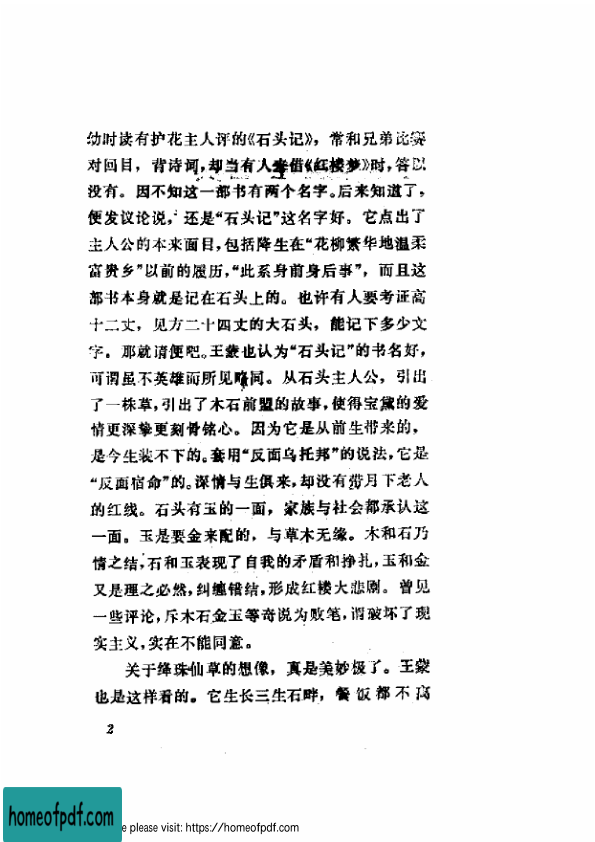 幼时读有护花主人评的《石头记》，常和兄弟比赛
对回目，背诗词，却当有人来借《红楼梦》时，答以
没有。因不知这一部书有两个名字。后来知道了，
便发议论说，还是“石头记”这名字好。它点出了
主人公的本来面目，包括降生在“花柳繁华地温柔
富贵乡”以前的履历，“此系身前身后事”，而且这
部书本身就是记在石头上的。也许有人要考证高
十二丈，见方二十四丈的大石头，能记下多少文
字。那就请便吧。王蒙也认为“石头记”的书名好，
可谓虽不英雄而所见略同。从石头主人公，引出
了一株草，引出了木石前盟的故事，使得宝黛的爱
情更深挚更刻骨铭心。因为它是从前生带来的，
是今生装不下的。套用“反面乌托邦”的说法，它是
“反面宿命”的。深情与生俱来，却没有带月下老人
的红线。石头有玉的一面，家族与社会都承认这
一面。玉是要金来配的，与草木无缘。木和石乃
情之结，石和玉表现了自我的矛盾和挣扎，玉和金
又是理之必然，纠缠错结，形成红楼大悲剧。曾见
一些评论，斥木石金玉等奇说为败笔，谓破坏了现
实主义，实在不能同意。
关于绛珠仙草的想像，真是美妙极了。王蒙
也是这样看的。它生长三生石畔，餐饭都不离
2
homeofpdf.com
e please visit: https://homeofpdf.com